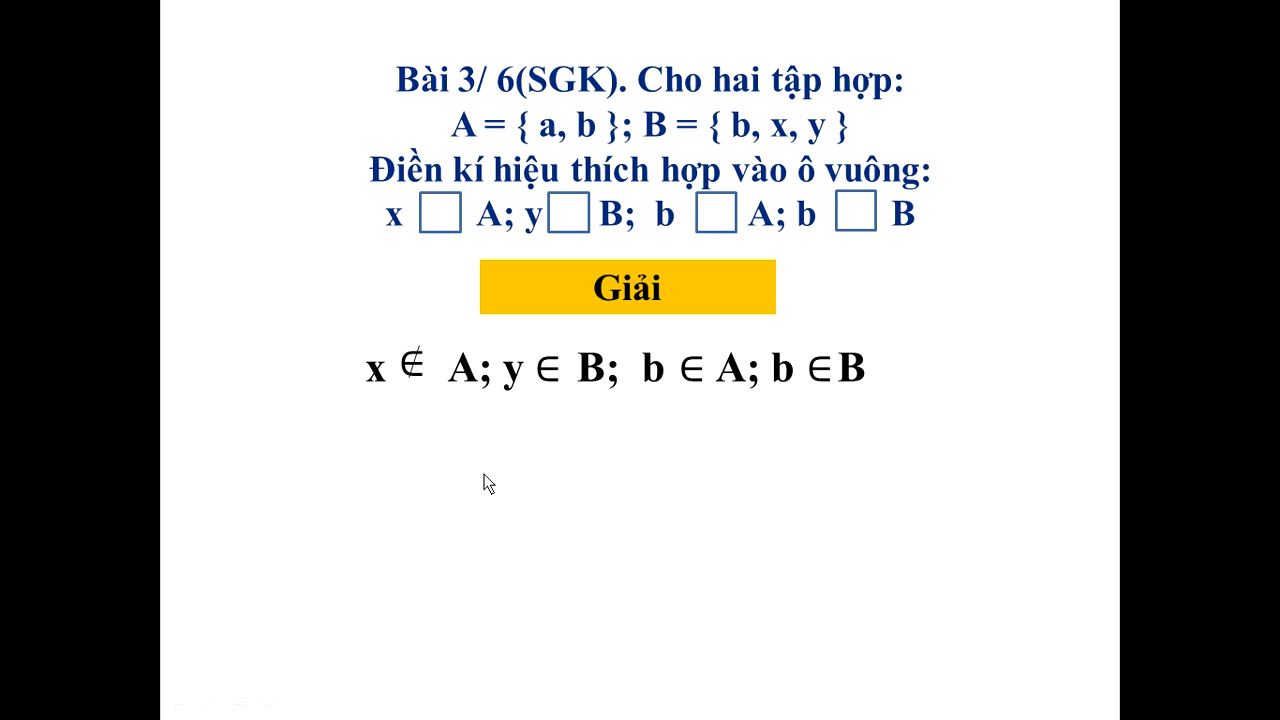 Bài 3/ 6(SGK). Cho hai tập hợp:
A = { a, b }; B = { b, x, y }
Điền kí hiệu thích hợp vào ô vuông:
x □ A; y □ B; b □ A; b □ B
Giải
x ∉ A; y ∈ B; b ∈ A; b ∈ B